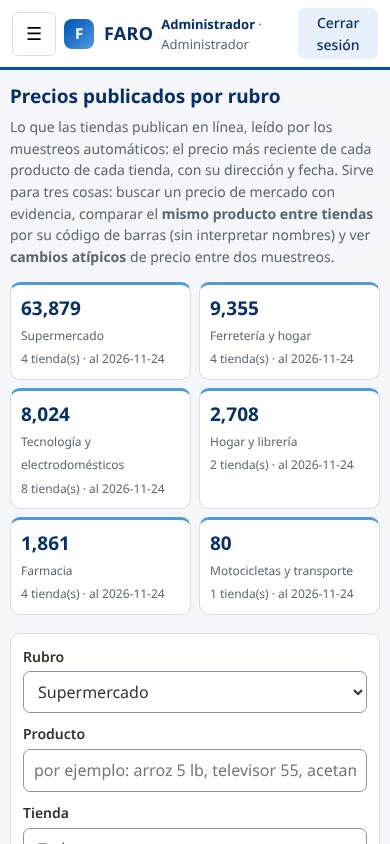 ☰
F
FARO
Administrador ·
Administrador
Cerrar
sesión
Precios publicados por rubro
Lo que las tiendas publican en línea, leído por los
muestreos automáticos: el precio más reciente de cada
producto de cada tienda, con su dirección y fecha. Sirve
para tres cosas: buscar un precio de mercado con
evidencia, comparar el mismo producto entre tiendas
por su código de barras (sin interpretar nombres) y ver
cambios atípicos de precio entre dos muestreos.
63,879
Supermercado
4 tienda(s) · al 2026-11-24
9,355
Ferretería y hogar
4 tienda(s) · al 2026-11-24
8,024
Tecnología y
electrodomésticos
8 tienda(s) · al 2026-11-24
2,708
Hogar y librería
2 tienda(s) · al 2026-11-24
1,861
Farmacia
4 tienda(s) · al 2026-11-24
80
Motocicletas y transporte
1 tienda(s) · al 2026-11-24
Rubro
Supermercado
Producto
por ejemplo: arroz 5 lb, televisor 55, acetam
Tienda